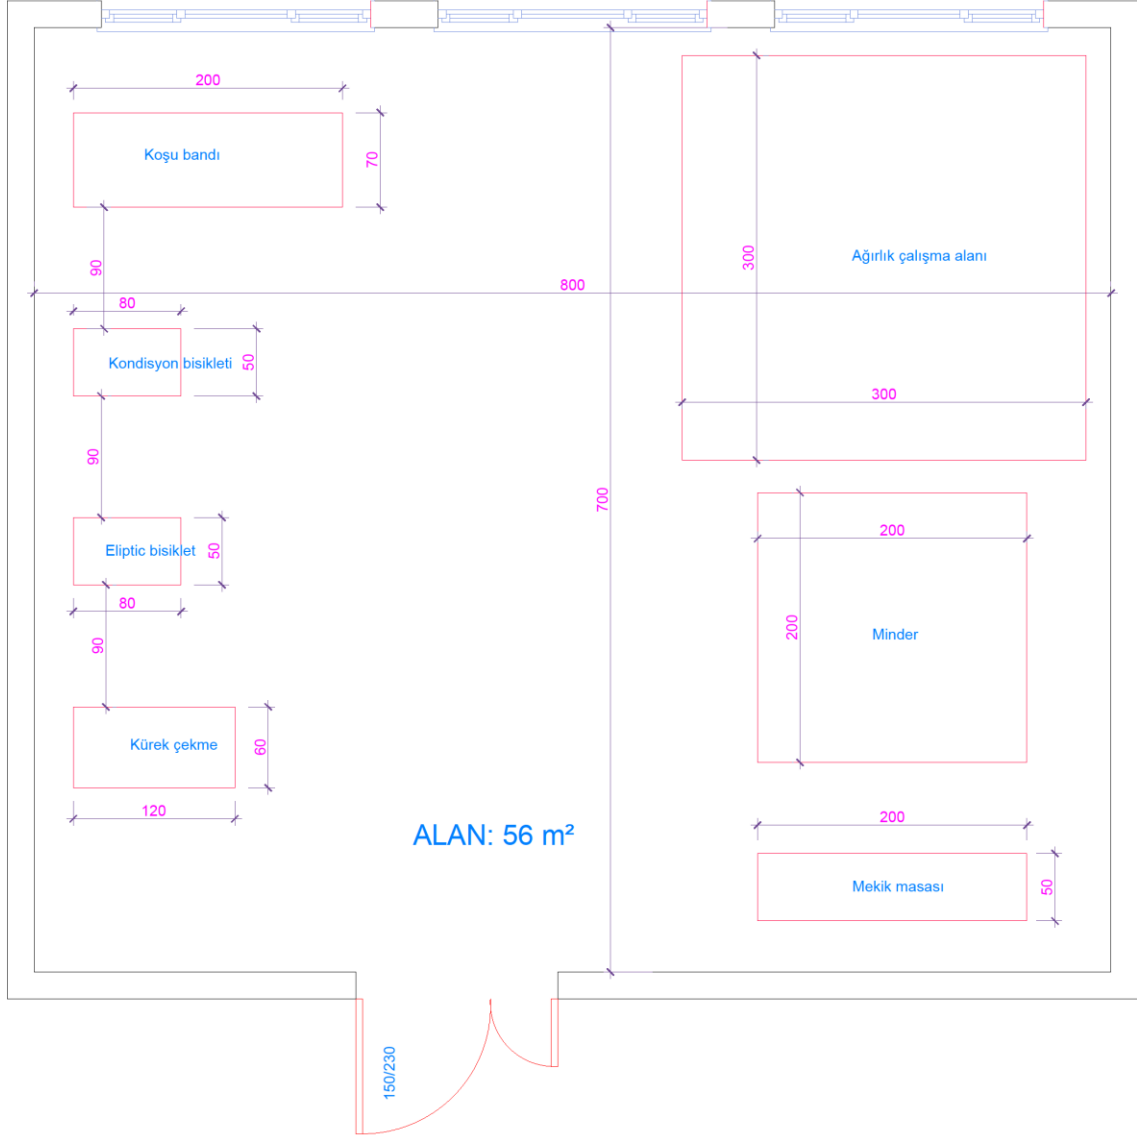 200
Koşu bandı
70
90
80
Kondisyon bisikleti
50
90
Eliptic bisiklet
50
80
90
Kürek çekme
60
120
800
700
ALAN: 56 m²
300
Ağırlık çalışma alanı
300
200
200
Minder
200
Mekik masası
50
150/230